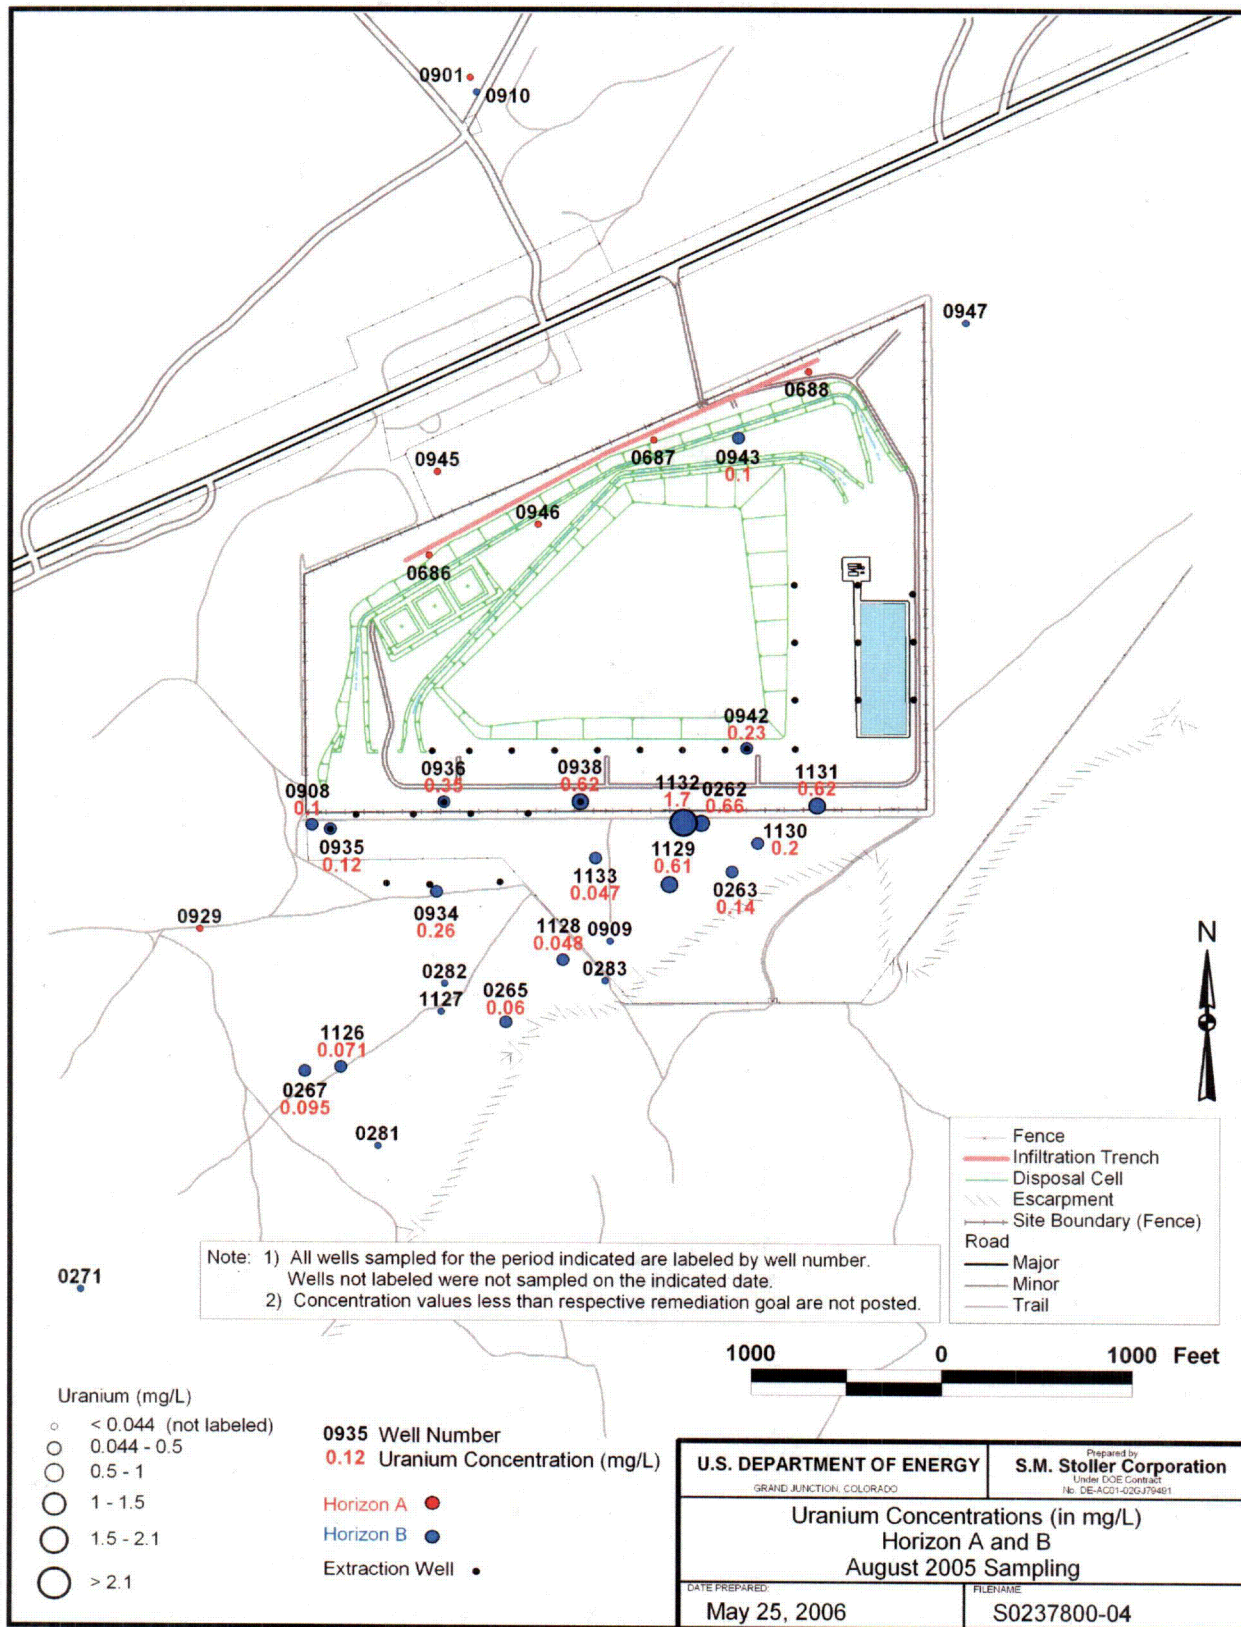 0901
0910
0947
0688
0687
0943
0.1
0945
0946
0686
0942
0.23
0936
0.35
0938
0.62
1132
1.7
0262
0.66
1131
0.62
0908
0.1
0935
0.12
1130
0.2
1129
0.61
1133
0.047
0263
0.14
0929
0934
0.26
1128
0.048
0909
0282
0283
1127
0265
0.06
1126
0.071
0267
0.095
0281
0271
N
Fence
Infiltration Trench
Disposal Cell
Escarpment
Site Boundary (Fence)
Road
Major
Minor
Trail
Note: 1) All wells sampled for the period indicated are labeled by well number.
Wells not labeled were not sampled on the indicated date.
2) Concentration values less than respective remediation goal are not posted.
1000 0 1000 Feet
Uranium (mg/L)
< 0.044 (not labeled)
0.044 - 0.5
0.5 - 1
1 - 1.5
1.5 - 2.1
> 2.1
0935 Well Number
0.12 Uranium Concentration (mg/L)
Horizon A
Horizon B
Extraction Well
U.S. DEPARTMENT OF ENERGY
GRAND JUNCTION, COLORADO
Prepared by
S.M. Stoller Corporation
Under DOE Contract
No. DE-AC01-02GJ79491
Uranium Concentrations (in mg/L)
Horizon A and B
August 2005 Sampling
DATE PREPARED:
May 25, 2006
FILENAME
S0237800-04